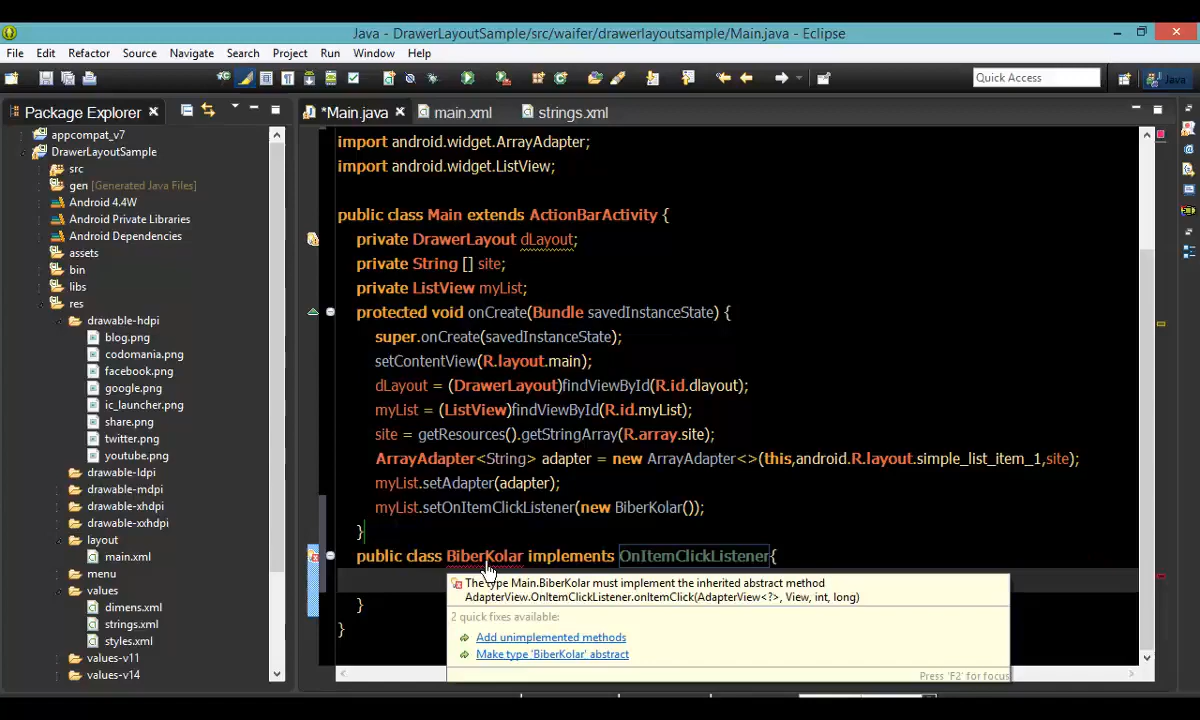 Java - DrawerLayoutSample/src/waifer/drawerlayoutsample/Main.java - Eclipse
File Edit Refactor Source Navigate Search Project Run Window Help
Quick Access
Java
Package Explorer
*Main.java main.xml strings.xml
appcompat_v7
DrawerLayoutSample
src
gen [Generated Java Files]
Android 4.4W
Android Private Libraries
Android Dependencies
assets
bin
libs
res
drawable-hdpi
blog.png
codomania.png
facebook.png
google.png
ic_launcher.png
share.png
twitter.png
youtube.png
drawable-ldpi
drawable-mdpi
drawable-xhdpi
drawable-xxhdpi
layout
main.xml
menu
values
dimens.xml
strings.xml
styles.xml
values-v11
values-v14
import android.widget.ArrayAdapter;
import android.widget.ListView;
public class Main extends ActionBarActivity {
private DrawerLayout dLayout;
private String [] site;
private ListView myList;
protected void onCreate(Bundle savedInstanceState) {
super.onCreate(savedInstanceState);
setContentView(R.layout.main);
dLayout = (DrawerLayout)findViewById(R.id.dlayout);
myList = (ListView)findViewById(R.id.myList);
site = getResources().getStringArray(R.array.site);
ArrayAdapter<String> adapter = new ArrayAdapter<>(this,android.R.layout.simple_list_item_1,site);
myList.setAdapter(adapter);
myList.setOnItemClickListener(new BiberKolar());
}
public class BiberKolar implements OnItemClickListener{
}
}
The type Main.BiberKolar must implement the inherited abstract method
AdapterView.OnItemClickListener.onItemClick(AdapterView<?>, View, int, long)
2 quick fixes available:
Add unimplemented methods
Make type 'BiberKolar' abstract
Press 'F2' for focus